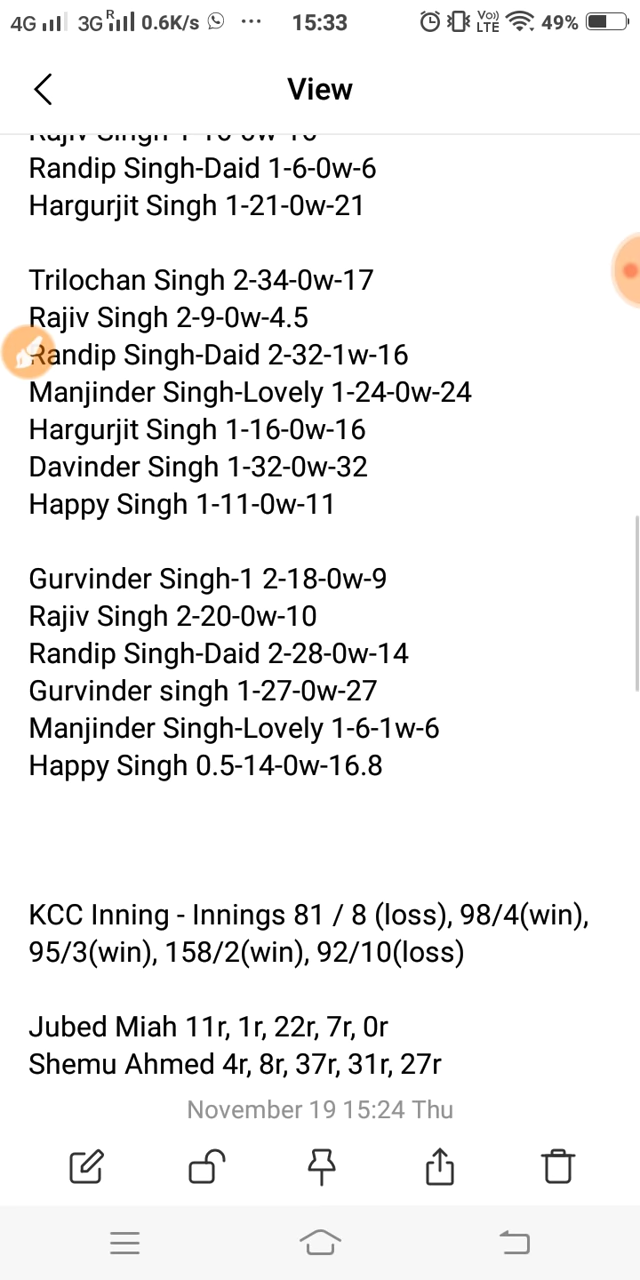 4G 3G R 0.6K/s ... 15:33 Vo)) LTE 49%
View
Randip Singh-Daid 1-6-0w-6
Hargurjit Singh 1-21-0w-21
Trilochan Singh 2-34-0w-17
Rajiv Singh 2-9-0w-4.5
Randip Singh-Daid 2-32-1w-16
Manjinder Singh-Lovely 1-24-0w-24
Hargurjit Singh 1-16-0w-16
Davinder Singh 1-32-0w-32
Happy Singh 1-11-0w-11
Gurvinder Singh-1 2-18-0w-9
Rajiv Singh 2-20-0w-10
Randip Singh-Daid 2-28-0w-14
Gurvinder singh 1-27-0w-27
Manjinder Singh-Lovely 1-6-1w-6
Happy Singh 0.5-14-0w-16.8
KCC Inning - Innings 81 / 8 (loss), 98/4(win),
95/3(win), 158/2(win), 92/10(loss)
Jubed Miah 11r, 1r, 22r, 7r, 0r
Shemu Ahmed 4r, 8r, 37r, 31r, 27r
November 19 15:24 Thu